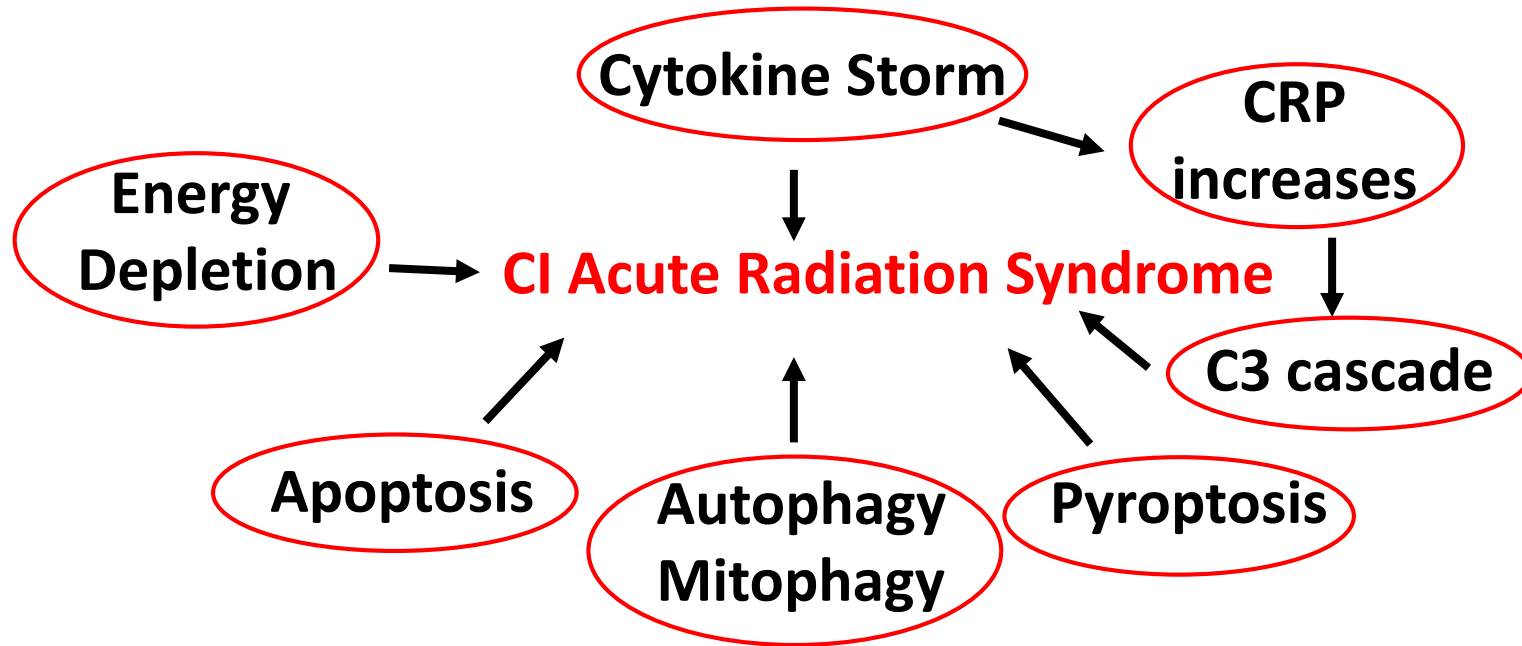 Cytokine Storm
CRP
increases
Energy
Depletion
CI Acute Radiation Syndrome
C3 cascade
Apoptosis
Autophagy
Mitophagy
Pyroptosis